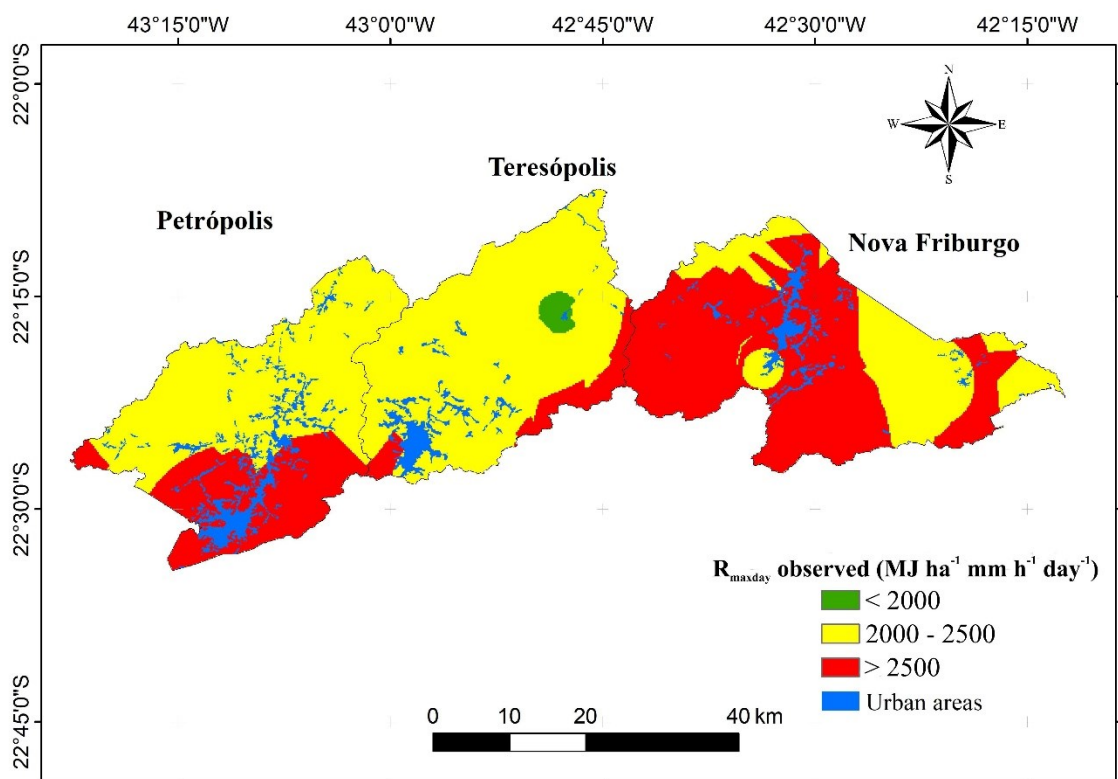 43°15'0"W 43°00'0"W 42°45'0"W 42°30'0"W 42°15'0"W
22°0'0"S
N
W E
S
Teresópolis
Petrópolis
Nova Friburgo
22°15'0"S
22°30'0"S
R maxday observed (MJ ha⁻¹ mm h⁻¹ day⁻¹)
< 2000
2000 - 2500
> 2500
Urban areas
22°45'0"S
0 10 20 40 km